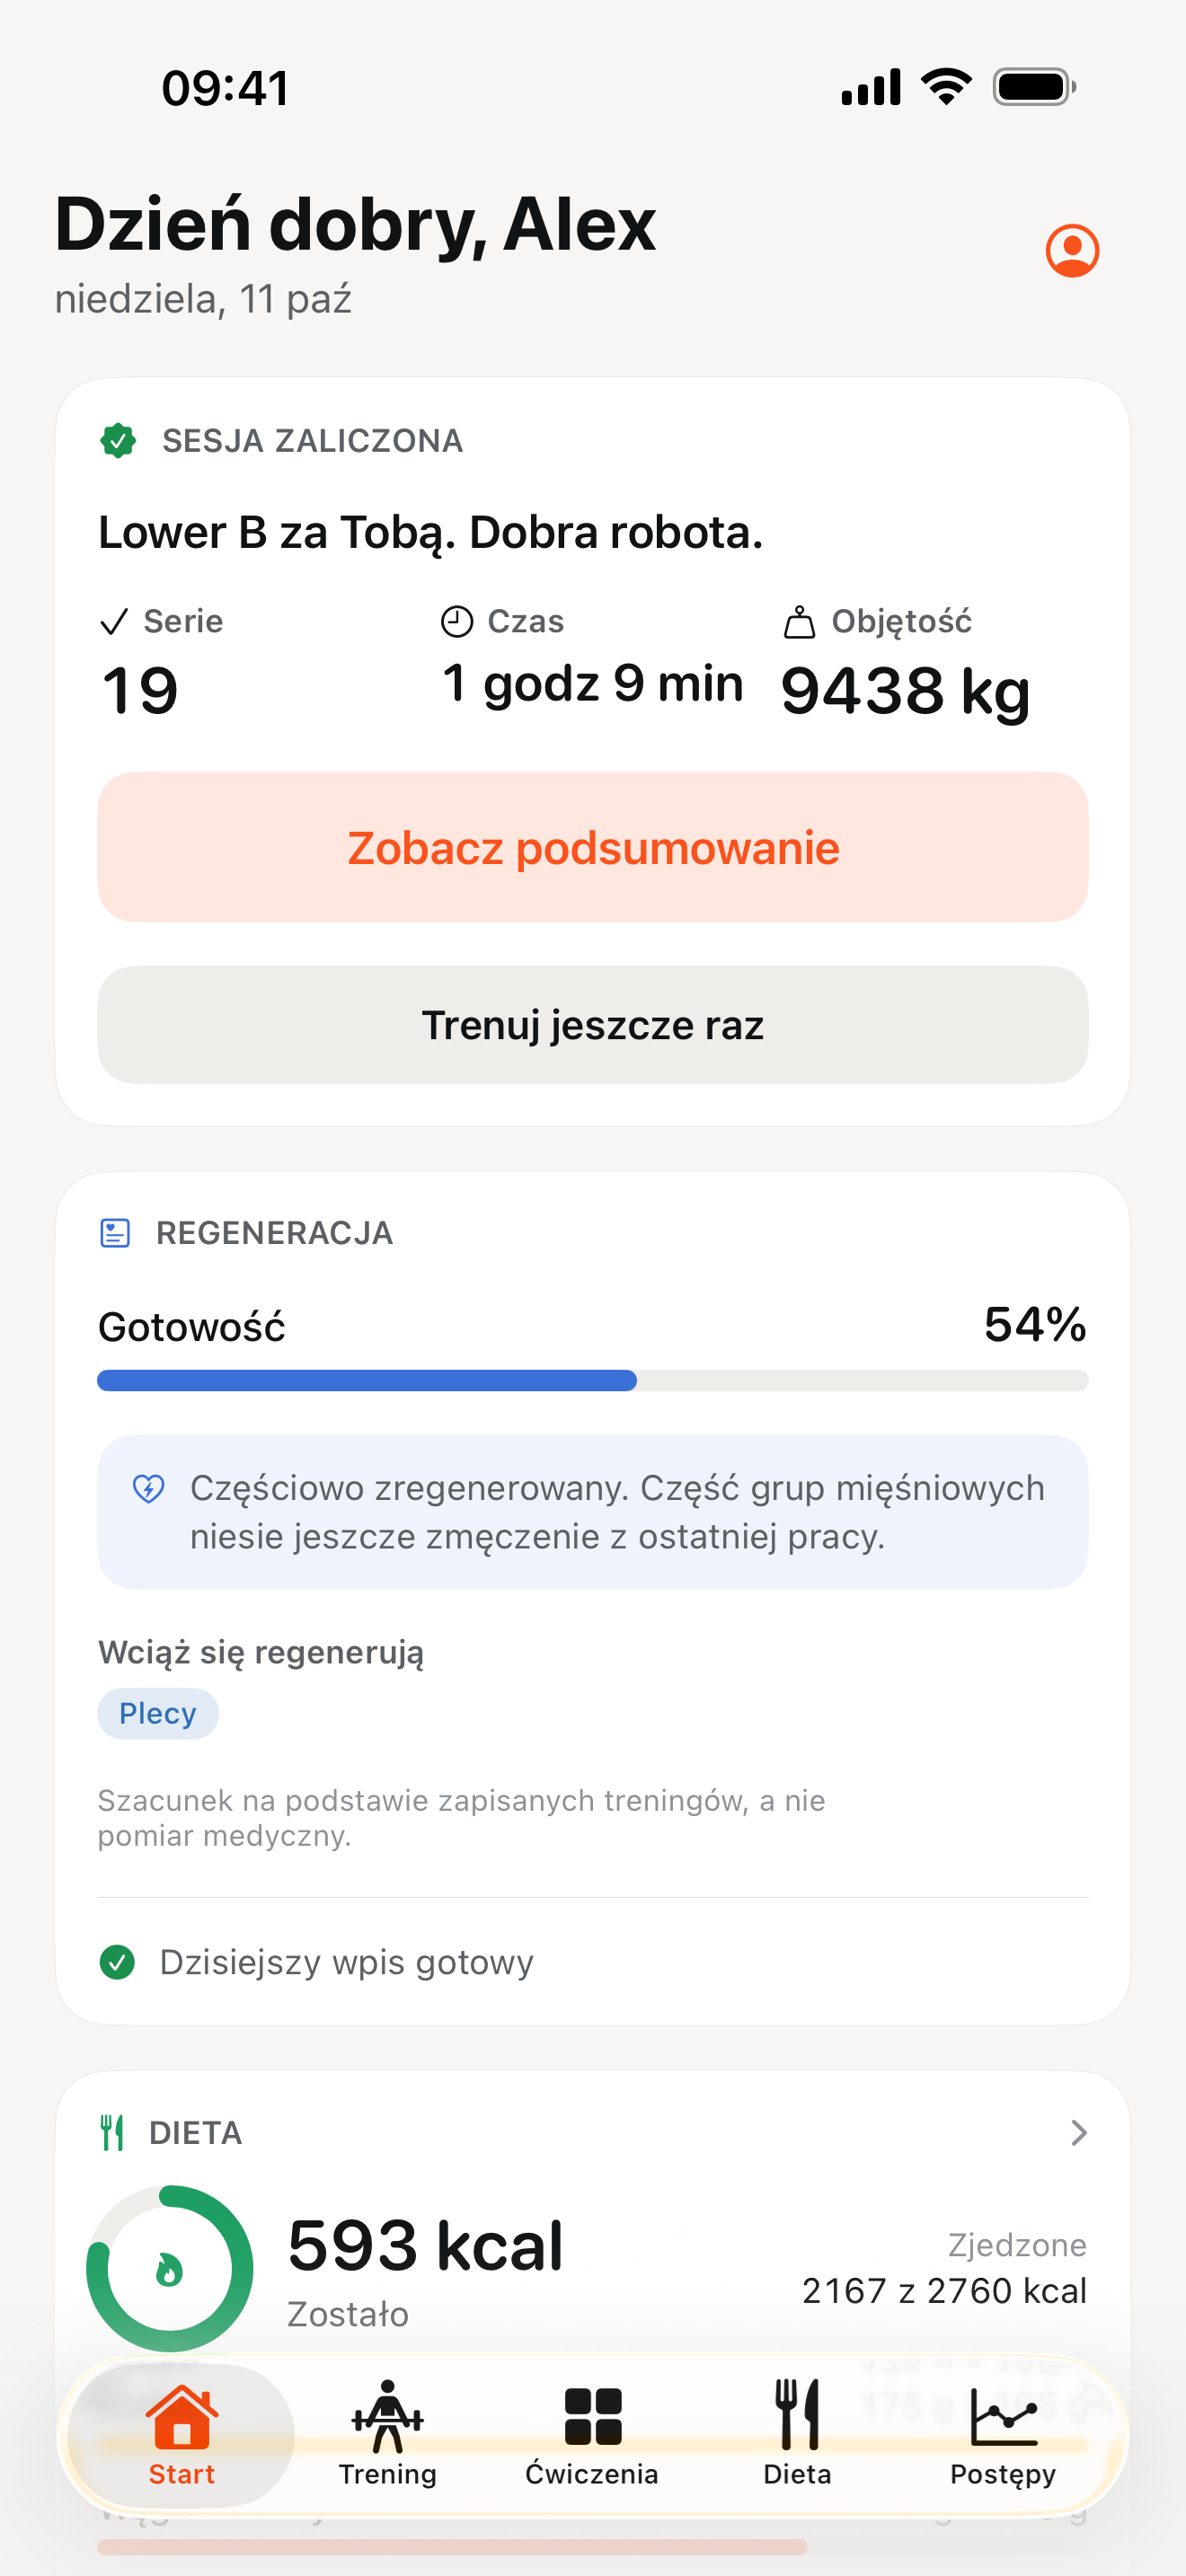 09:41
Dzień dobry, Alex
niedziela, 11 paź
SESJA ZALICZONA
Lower B za Tobą. Dobra robota.
Serie
Czas
Objętość
19
1 godz 9 min
9438 kg
Zobacz podsumowanie
Trenuj jeszcze raz
REGENERACJA
Gotowość
54%
Częściowo zregenerowany. Część grup mięśniowych
niesie jeszcze zmęczenie z ostatniej pracy.
Wciąż się regenerują
Plecy
Szacunek na podstawie zapisanych treningów, a nie
pomiar medyczny.
Dzisiejszy wpis gotowy
DIETA
593 kcal
Zostało
Zjedzone
2167 z 2760 kcal
Start
Trening
Ćwiczenia
Dieta
Postępy